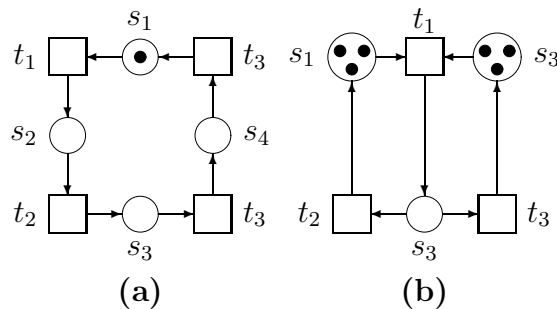 s₁ t₁
t₁ t₃ s₁ s₃
s₂ s₄
t₂ t₃ t₂ t₃
s₃ s₃
(a) (b)